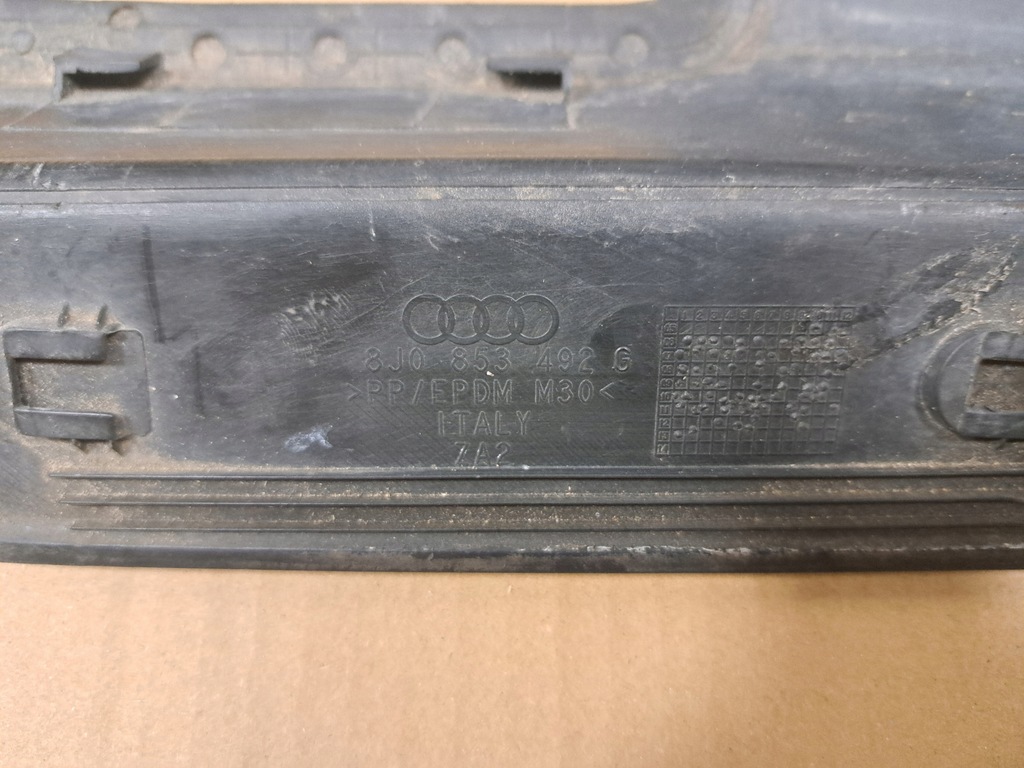 8J0 853 492 G
>PP/EPDM M30<
ITALY
7A2